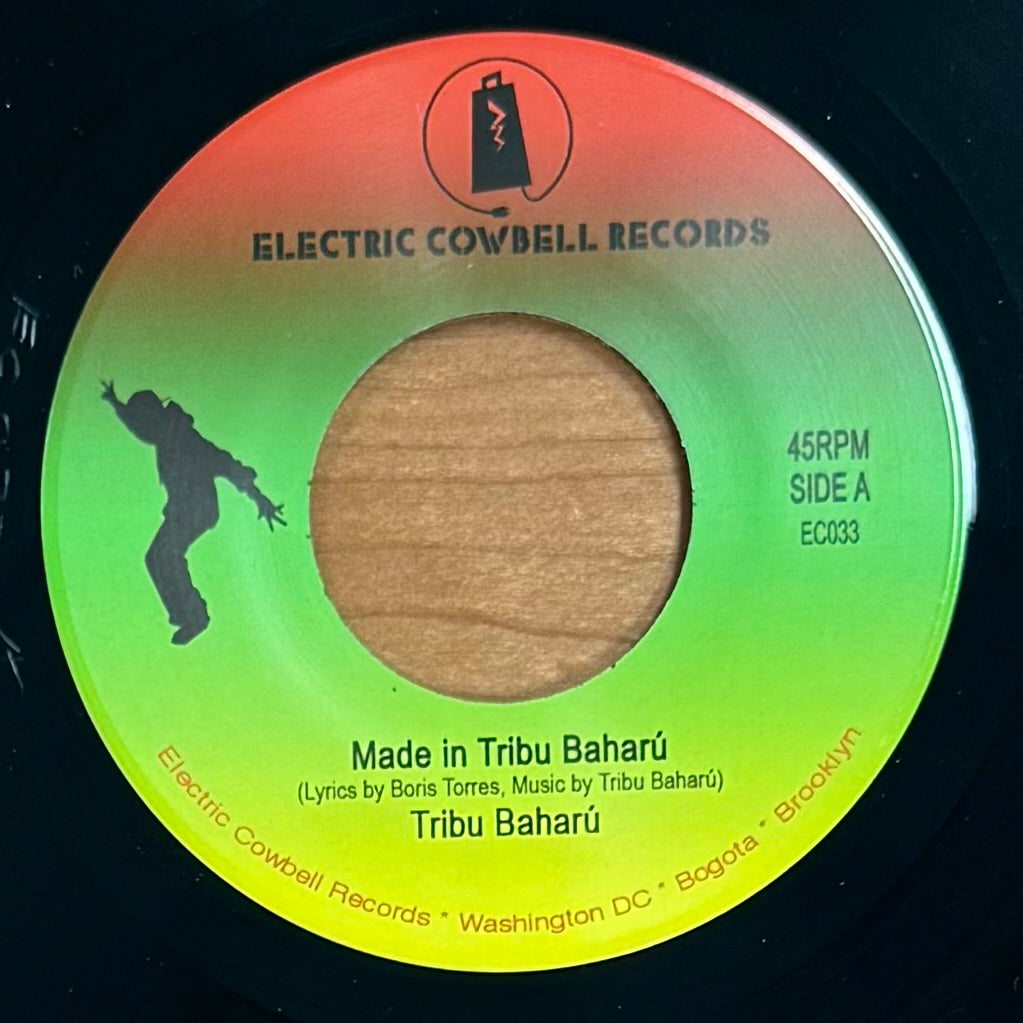 ELECTRIC COWBELL RECORDS
45RPM
SIDE A
EC033
Made in Tribu Baharú
(Lyrics by Boris Torres, Music by Tribu Baharú)
Tribu Baharú
Electric Cowbell Records * Washington DC * Bogota * Brooklyn